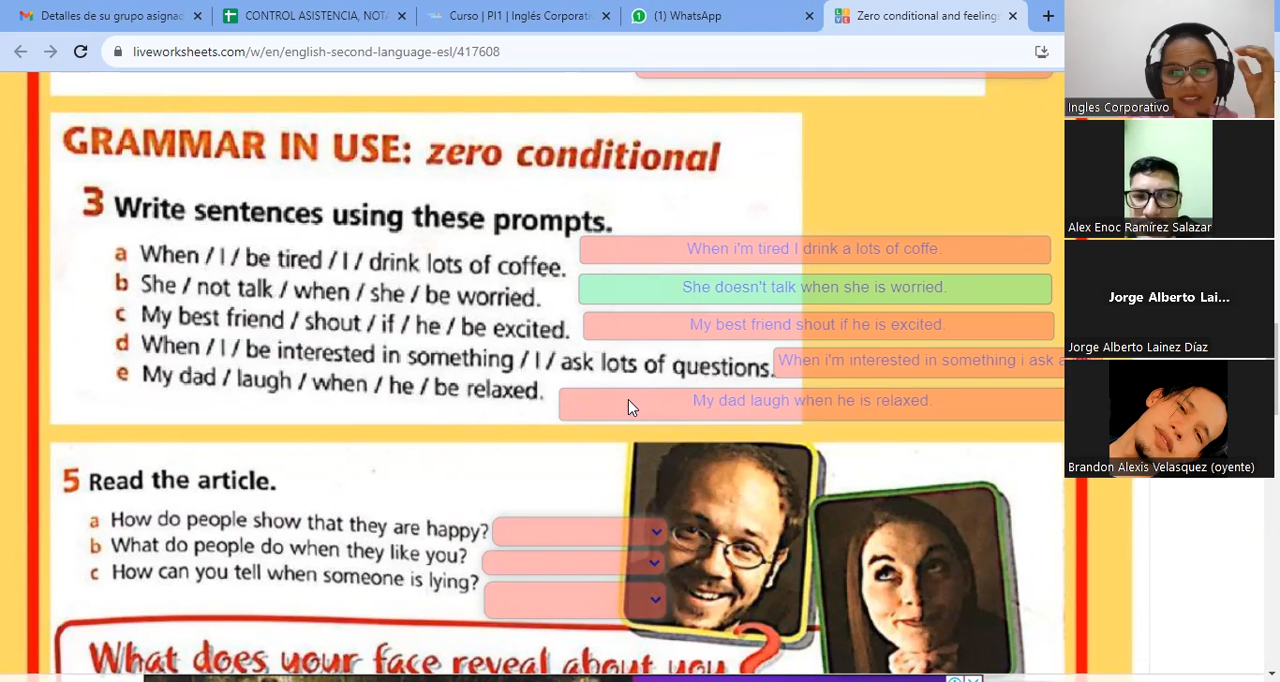 Detalles de su grupo asignac
CONTROL ASISTENCIA, NOTA
Curso | PI1 | Inglés Corporati
(1) WhatsApp
Zero conditional and feeling
liveworksheets.com/w/en/english-second-language-esl/417608
GRAMMAR IN USE: zero conditional
3 Write sentences using these prompts.
a When / I / be tired / I / drink lots of coffee.
When i'm tired I drink a lots of coffe.
b She / not talk / when / she / be worried.
She doesn't talk when she is worried.
c My best friend / shout / if / he / be excited.
My best friend shout if he is excited.
d When / I / be interested in something / I / ask lots of questions.
When i'm interested in something i ask a
e My dad / laugh / when / he / be relaxed.
My dad laugh when he is relaxed.
5 Read the article.
a How do people show that they are happy?
b What do people do when they like you?
c How can you tell when someone is lying?
What does your face reveal about you?
Ingles Corporativo
Alex Enoc Ramírez Salazar
Jorge Alberto Lai...
Jorge Alberto Lainez Díaz
Brandon Alexis Velasquez (oyente)